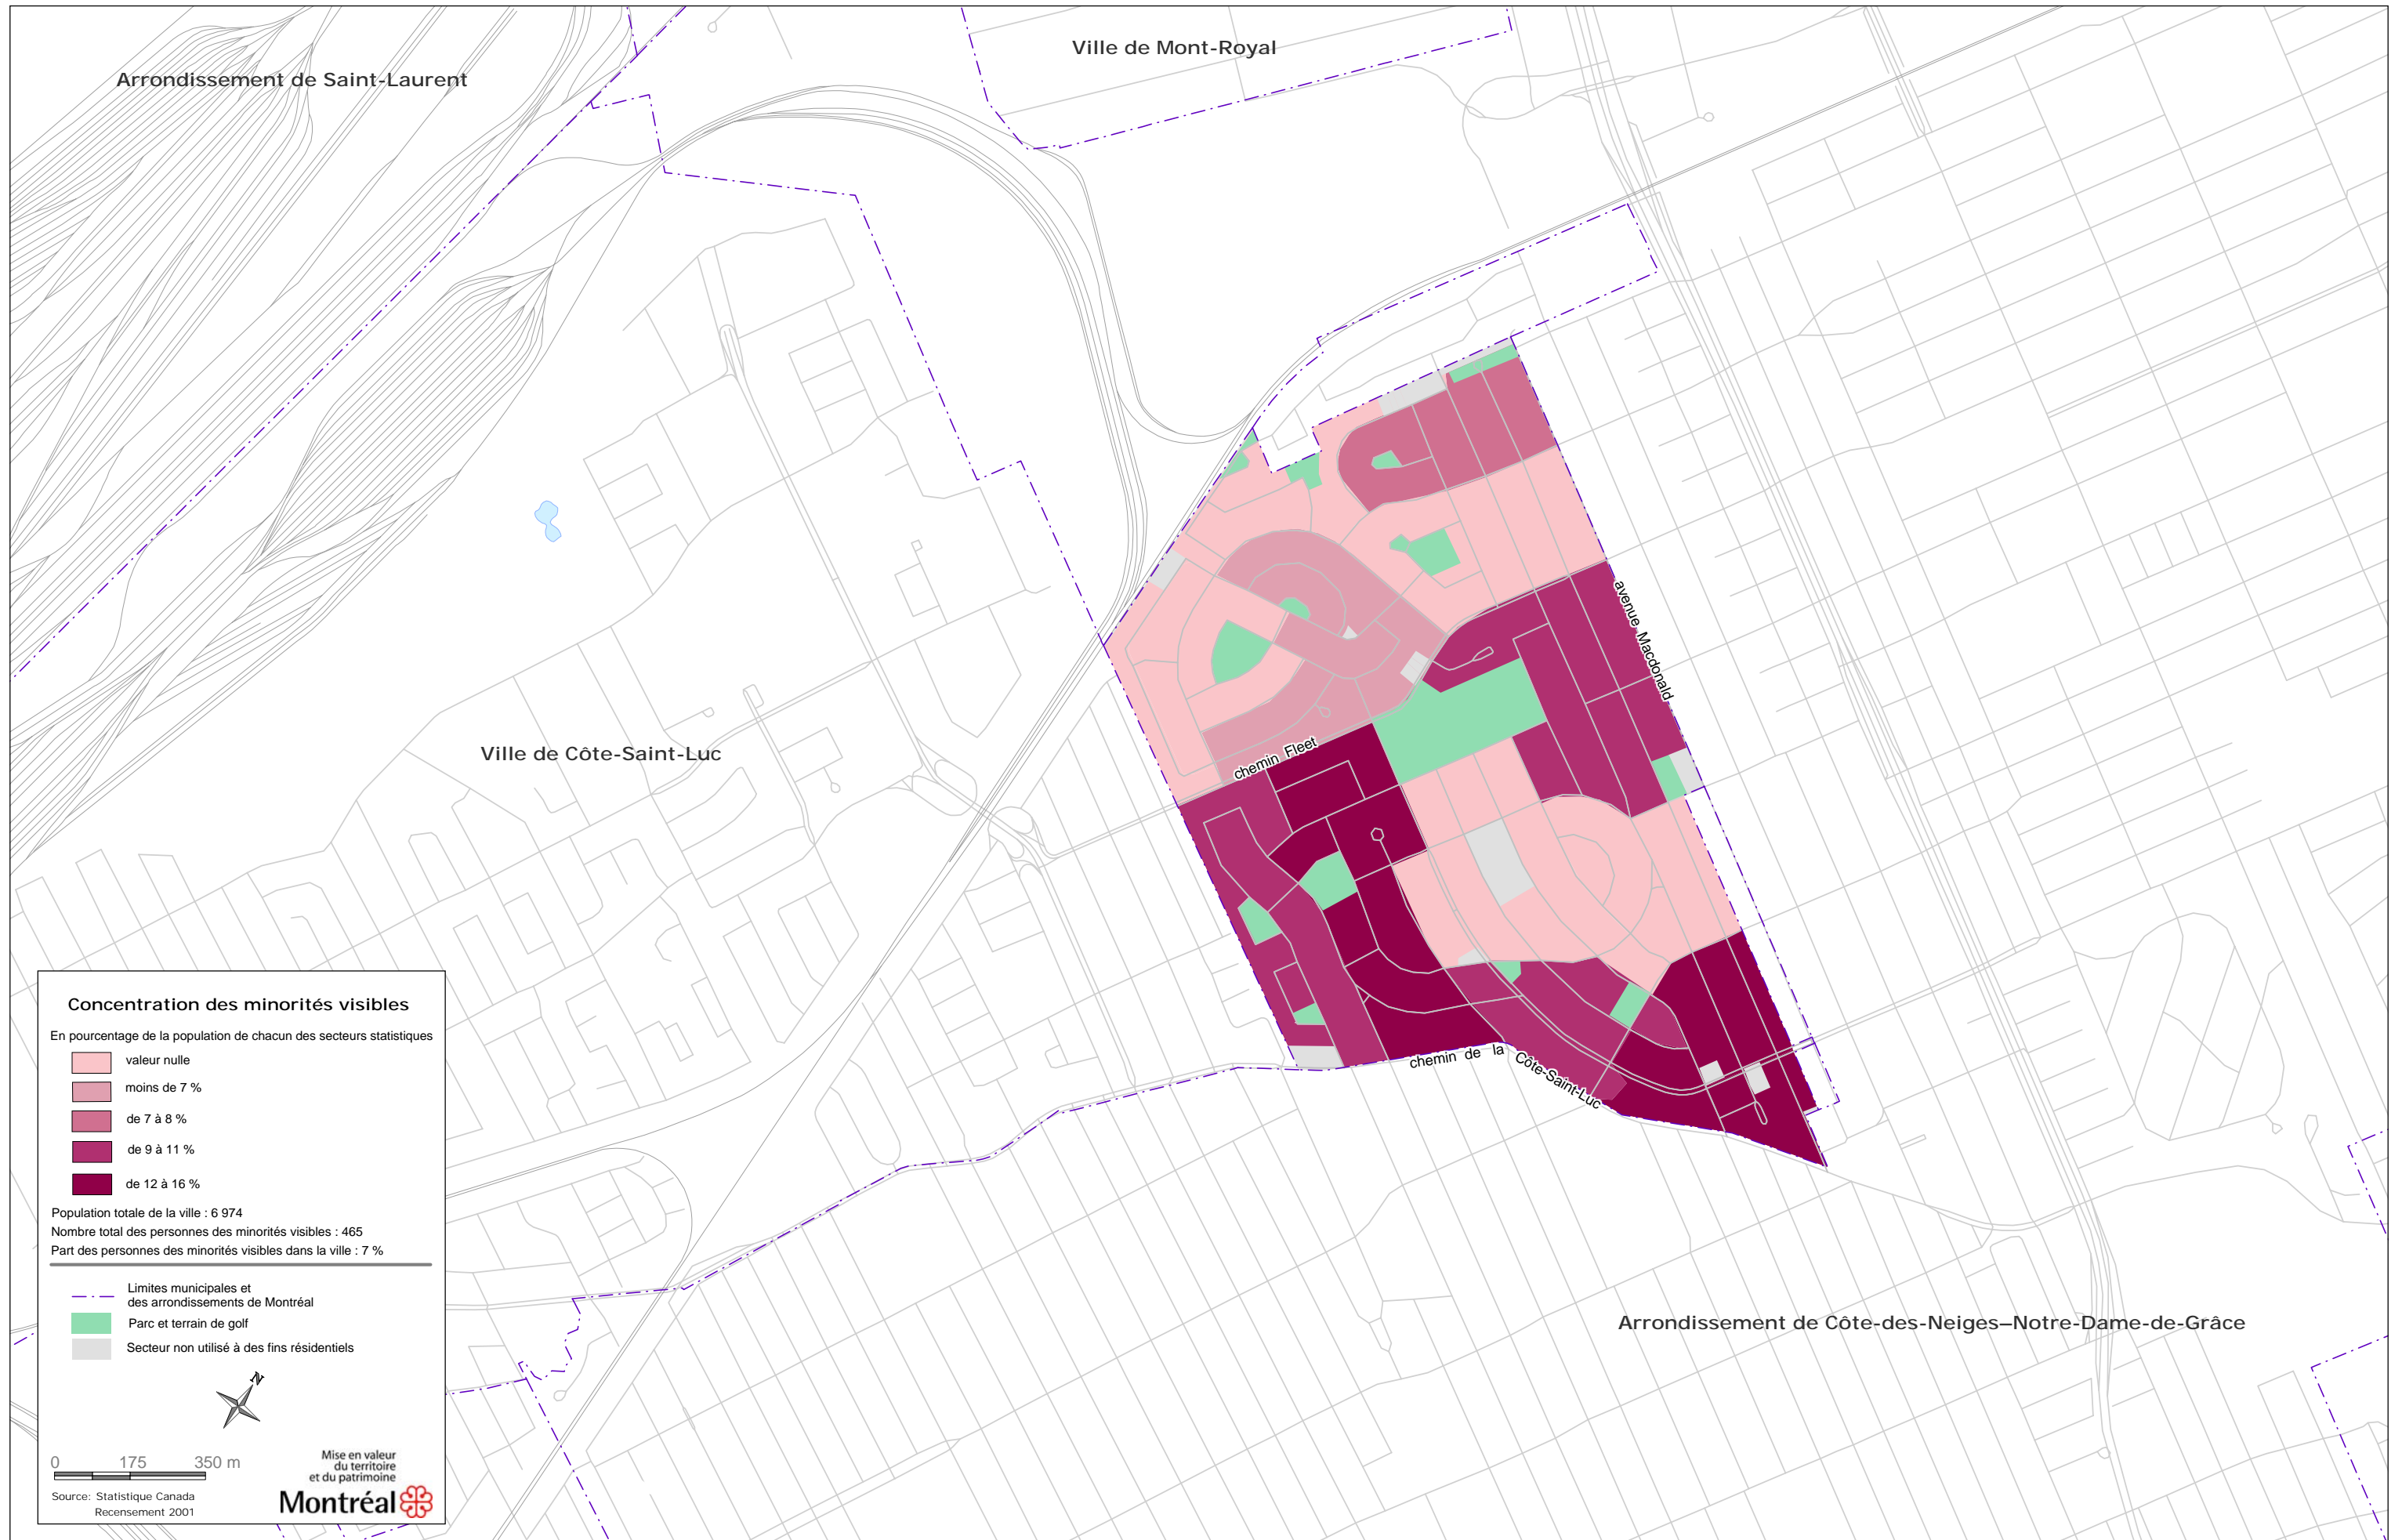 Arrondissement de Saint-Laurent
Ville de Mont-Royal
avenue Macdonald
Ville de Côte-Saint-Luc
chemin Fleet
chemin de la Côte-Saint-Luc
Arrondissement de Côte-des-Neiges–Notre-Dame-de-Grâce
Concentration des minorités visibles
En pourcentage de la population de chacun des secteurs statistiques
valeur nulle
moins de 7 %
de 7 à 8 %
de 9 à 11 %
de 12 à 16 %
Population totale de la ville : 6 974
Nombre total des personnes des minorités visibles : 465
Part des personnes des minorités visibles dans la ville : 7 %
Limites municipales et
des arrondissements de Montréal
Parc et terrain de golf
Secteur non utilisé à des fins résidentiels
N
0 175 350 m
Source: Statistique Canada
Recensement 2001
Mise en valeur
du territoire
et du patrimoine
Montréal